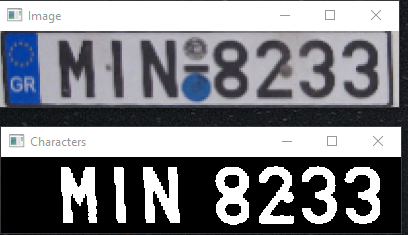 Image
GR MIN 8233
Characters
MIN 8233